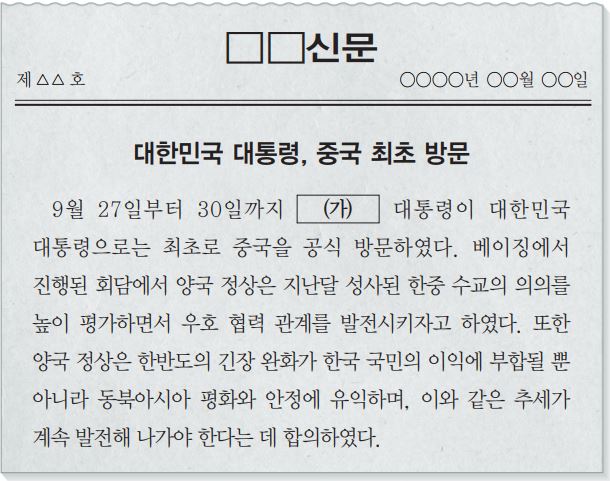 □□신문
제 △△ 호 ○○○○년 ○○월 ○○일
대한민국 대통령, 중국 최초 방문
9월 27일부터 30일까지 (가) 대통령이 대한민국
대통령으로는 최초로 중국을 공식 방문하였다. 베이징에서
진행된 회담에서 양국 정상은 지난달 성사된 한중 수교의 의의를
높이 평가하면서 우호 협력 관계를 발전시키자고 하였다. 또한
양국 정상은 한반도의 긴장 완화가 한국 국민의 이익에 부합될 뿐
아니라 동북아시아 평화와 안정에 유익하며, 이와 같은 추세가
계속 발전해 나가야 한다는 데 합의하였다.